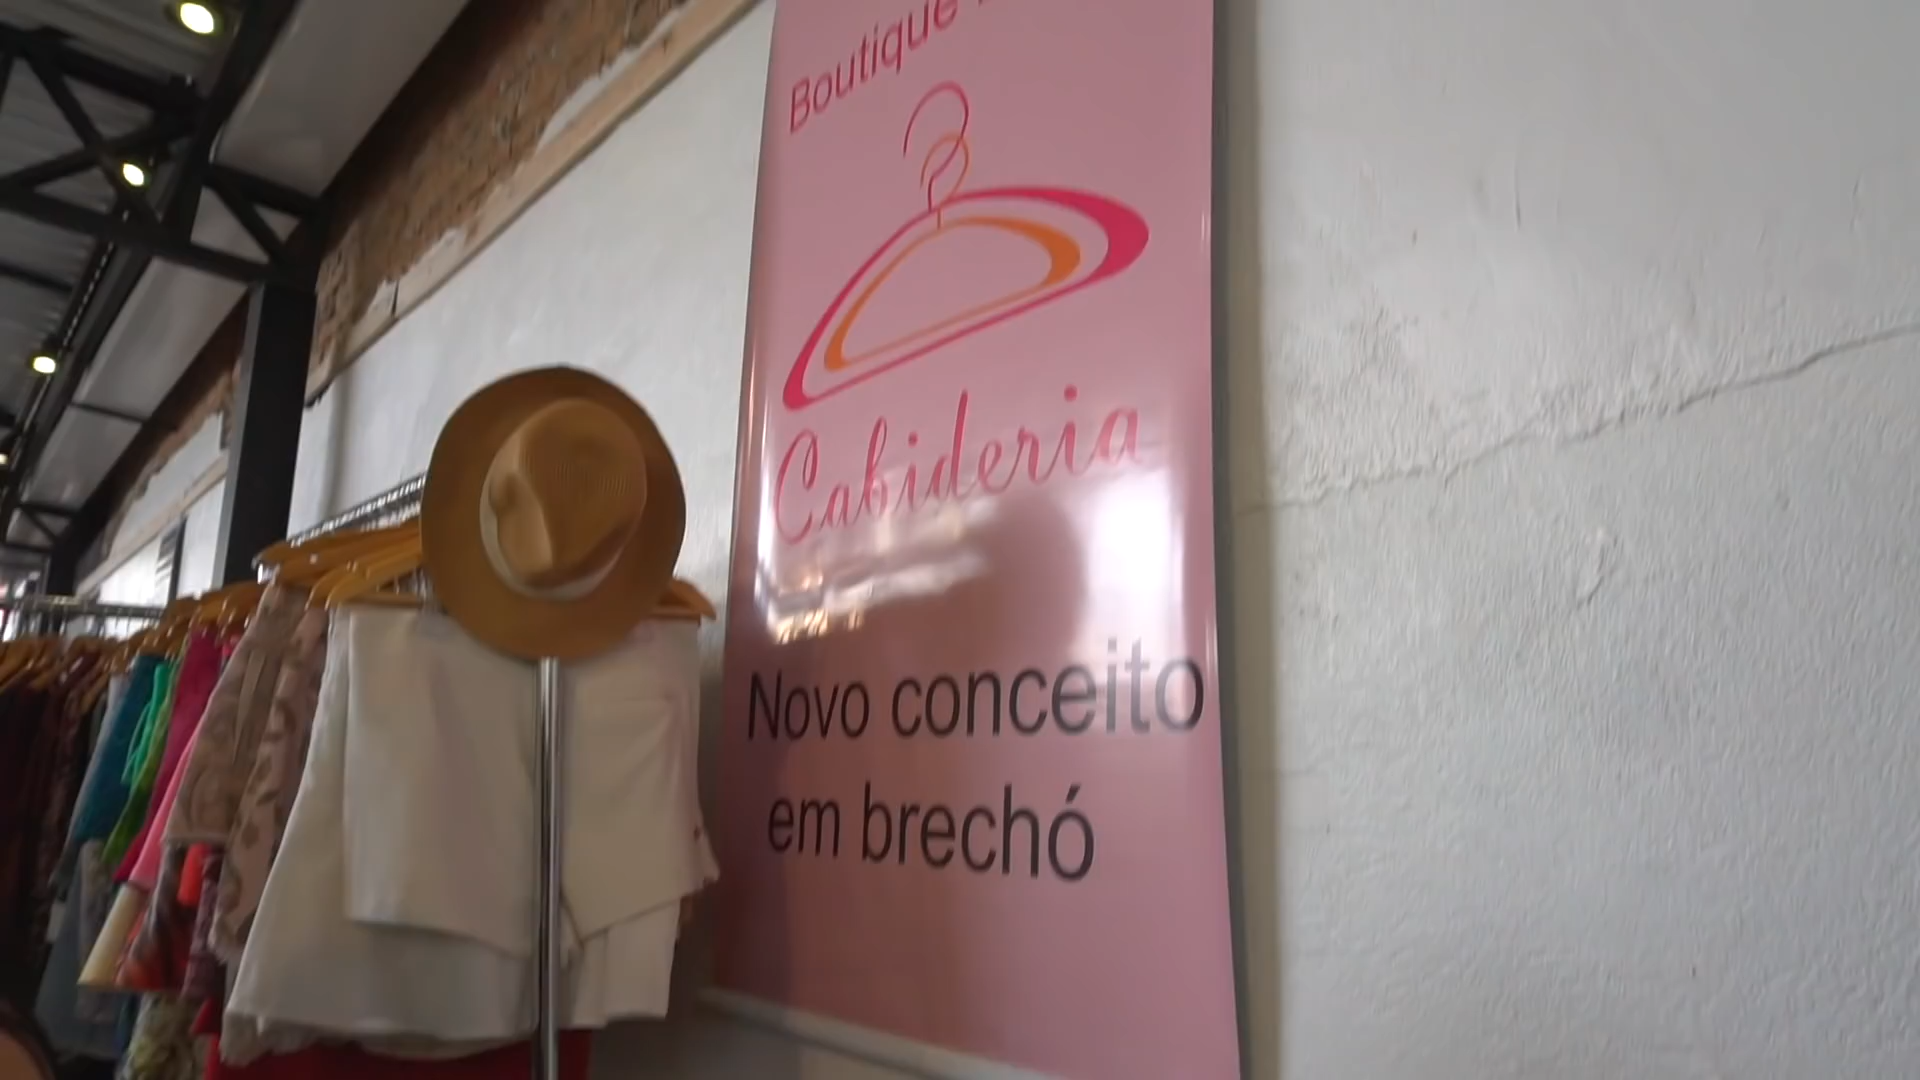 Boutique
Cabideria
Novo conceito
em brechó